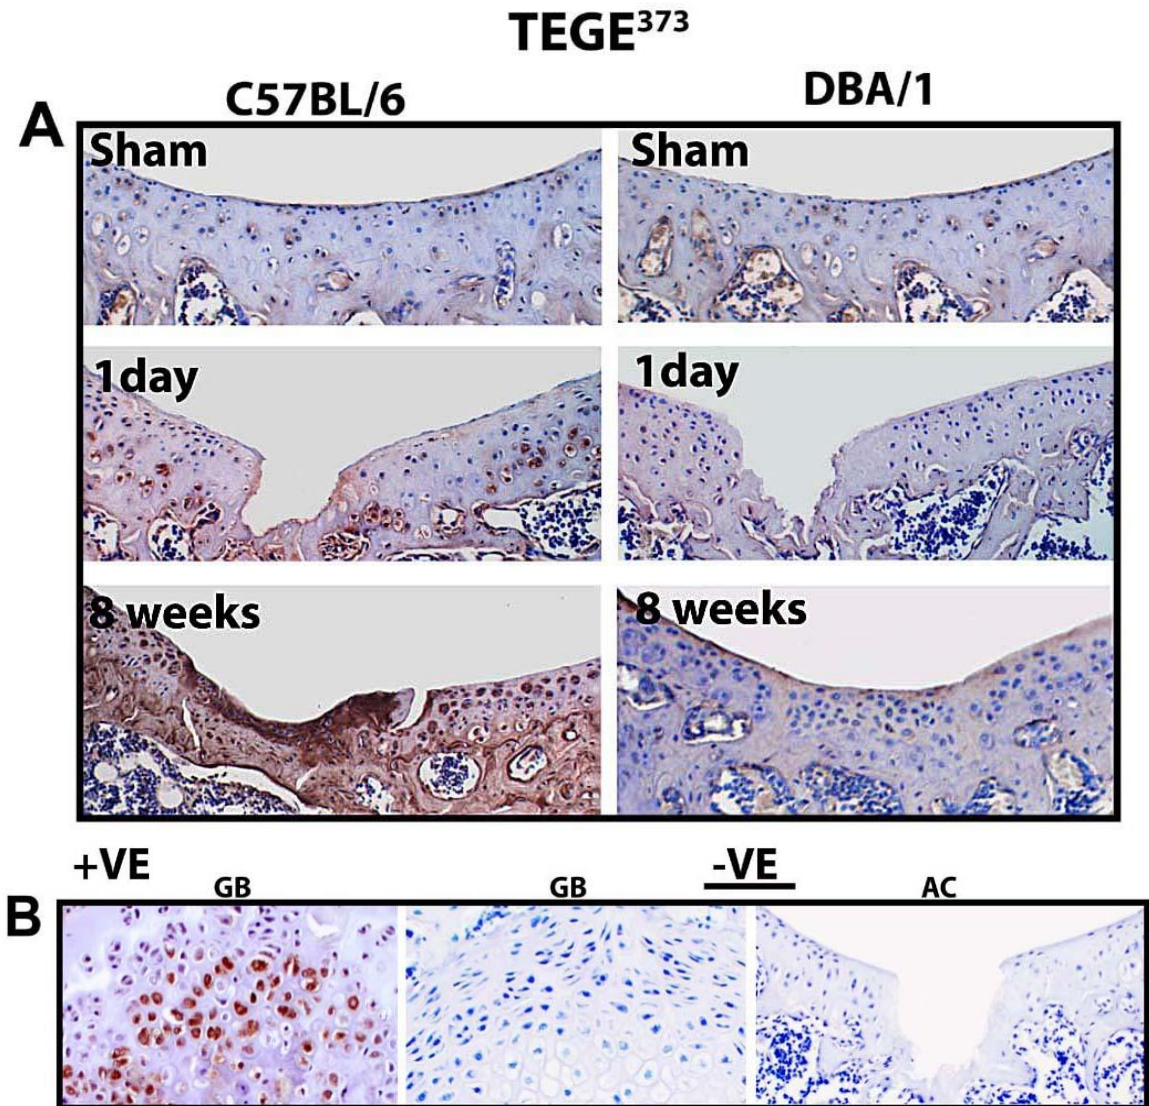 TEGE³⁷³
C57BL/6 DBA/1
A
Sham Sham
1day 1day
8 weeks 8 weeks
+VE -VE
GB GB AC
B